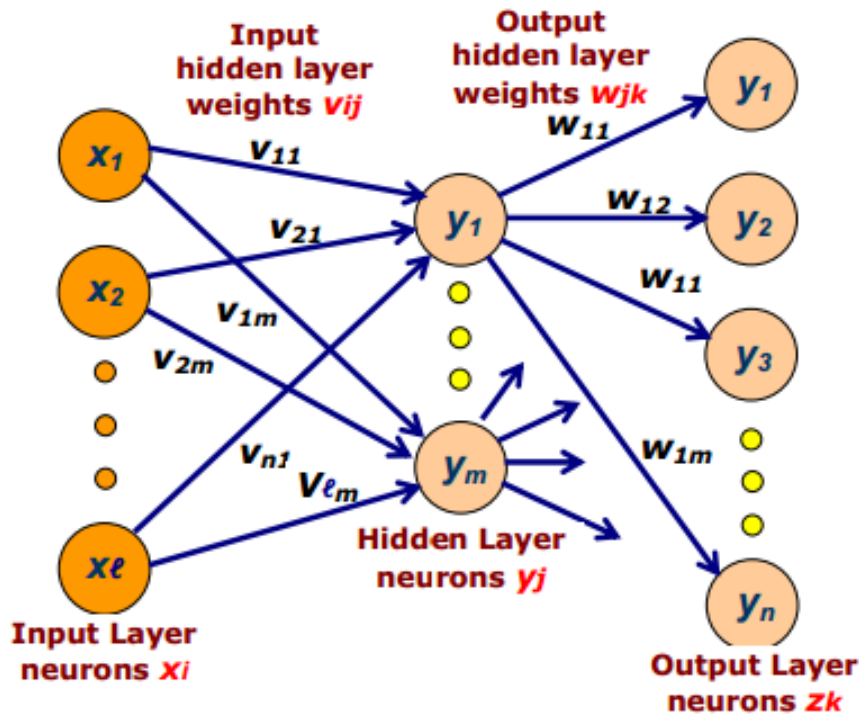 Input
hidden layer
weights vij
Output
hidden layer
weights wjk
x1
x2
xℓ
v11
v21
v1m
v2m
vn1
Vℓm
y1
ym
w11
w12
w11
w1m
y1
y2
y3
yn
Hidden Layer
neurons yj
Input Layer
neurons xi
Output Layer
neurons zk